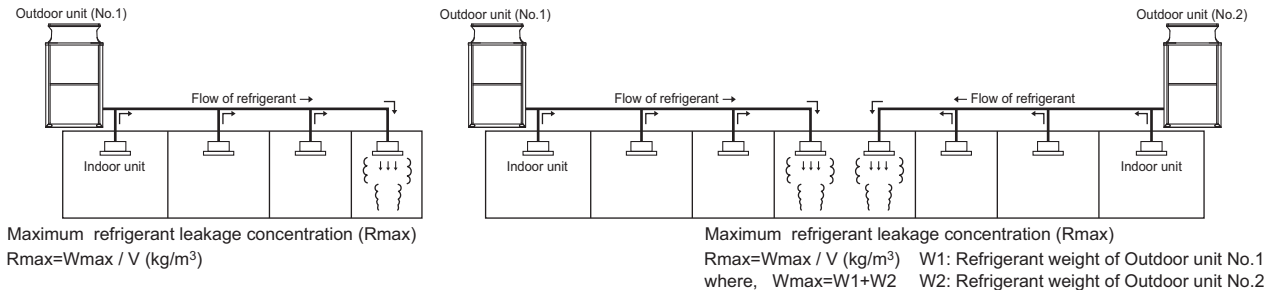 Outdoor unit (No.1)
Flow of refrigerant →
Indoor unit
Maximum refrigerant leakage concentration (Rmax)
Rmax=Wmax / V (kg/m³)
Outdoor unit (No.1)
Outdoor unit (No.2)
Flow of refrigerant →
← Flow of refrigerant
Indoor unit
Indoor unit
Maximum refrigerant leakage concentration (Rmax)
Rmax=Wmax / V (kg/m³) W1: Refrigerant weight of Outdoor unit No.1
where, Wmax=W1+W2 W2: Refrigerant weight of Outdoor unit No.2